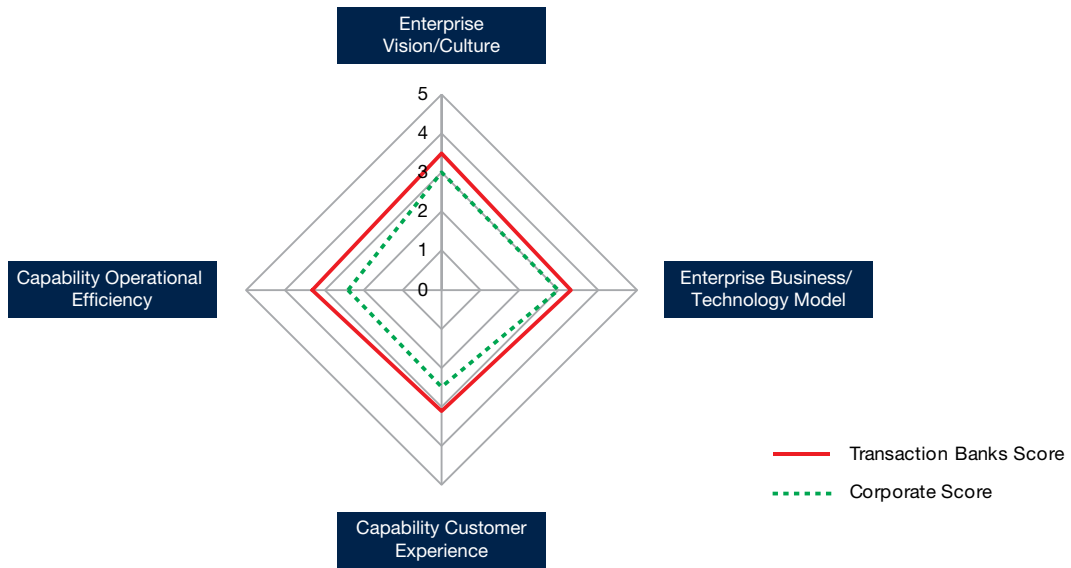 Enterprise
Vision/Culture
5
4
3
2
1
0
Capability Operational
Efficiency
Enterprise Business/
Technology Model
Transaction Banks Score
Corporate Score
Capability Customer
Experience